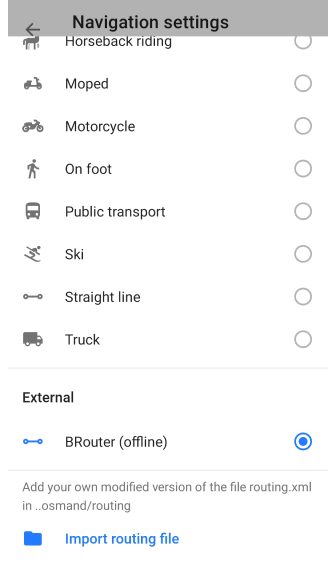 Navigation settings
Horseback riding
Moped
Motorcycle
On foot
Public transport
Ski
Straight line
Truck
External
BRouter (offline)
Add your own modified version of the file routing.xml
in ..osmand/routing
Import routing file